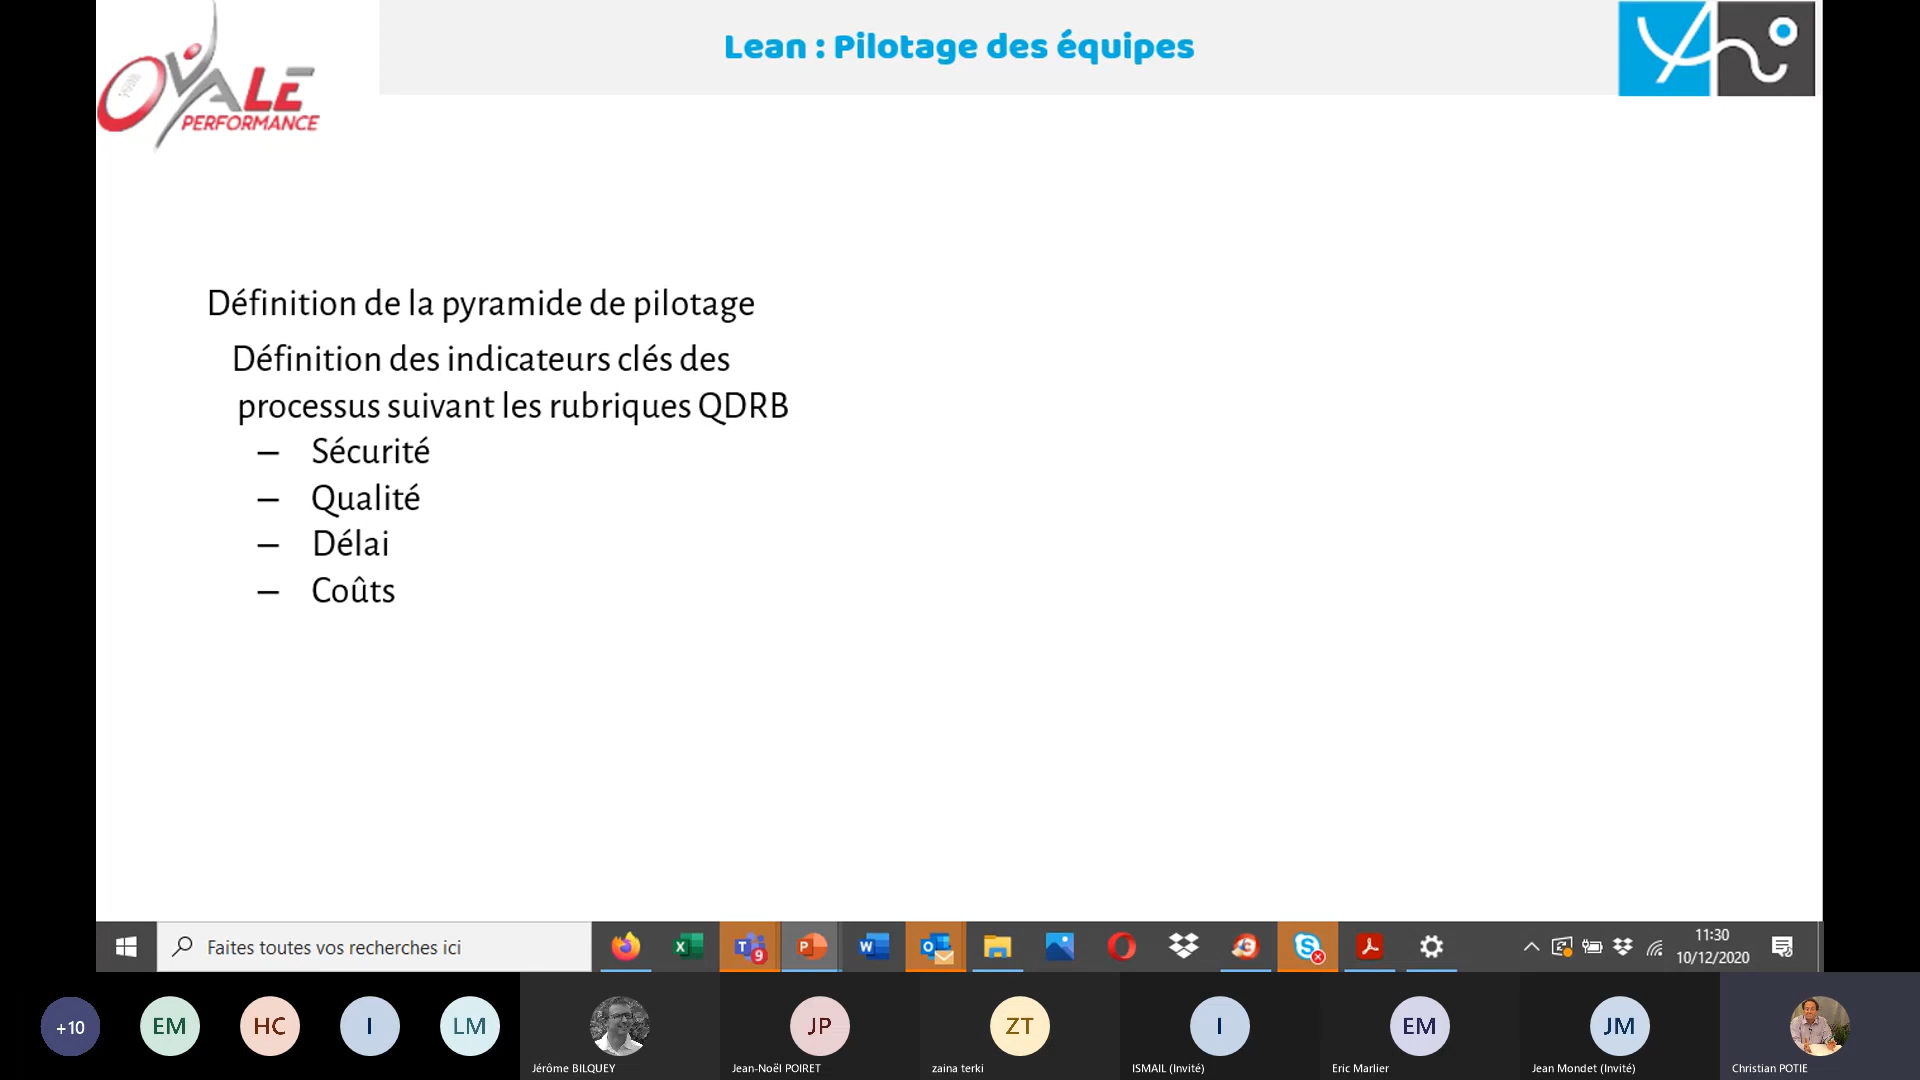 OVALE
PERFORMANCE
Lean : Pilotage des équipes
Définition de la pyramide de pilotage
Définition des indicateurs clés des
processus suivant les rubriques QDRB
– Sécurité
– Qualité
– Délai
– Coûts
Faites toutes vos recherches ici
9
11:30
10/12/2020
+10
EM
HC
I
LM
JP
ZT
I
EM
JM
Jérôme BILQUEY
Jean-Noël POIRET
zaina terki
ISMAIL (Invité)
Eric Marlier
Jean Mondet (Invité)
Christian POTIE